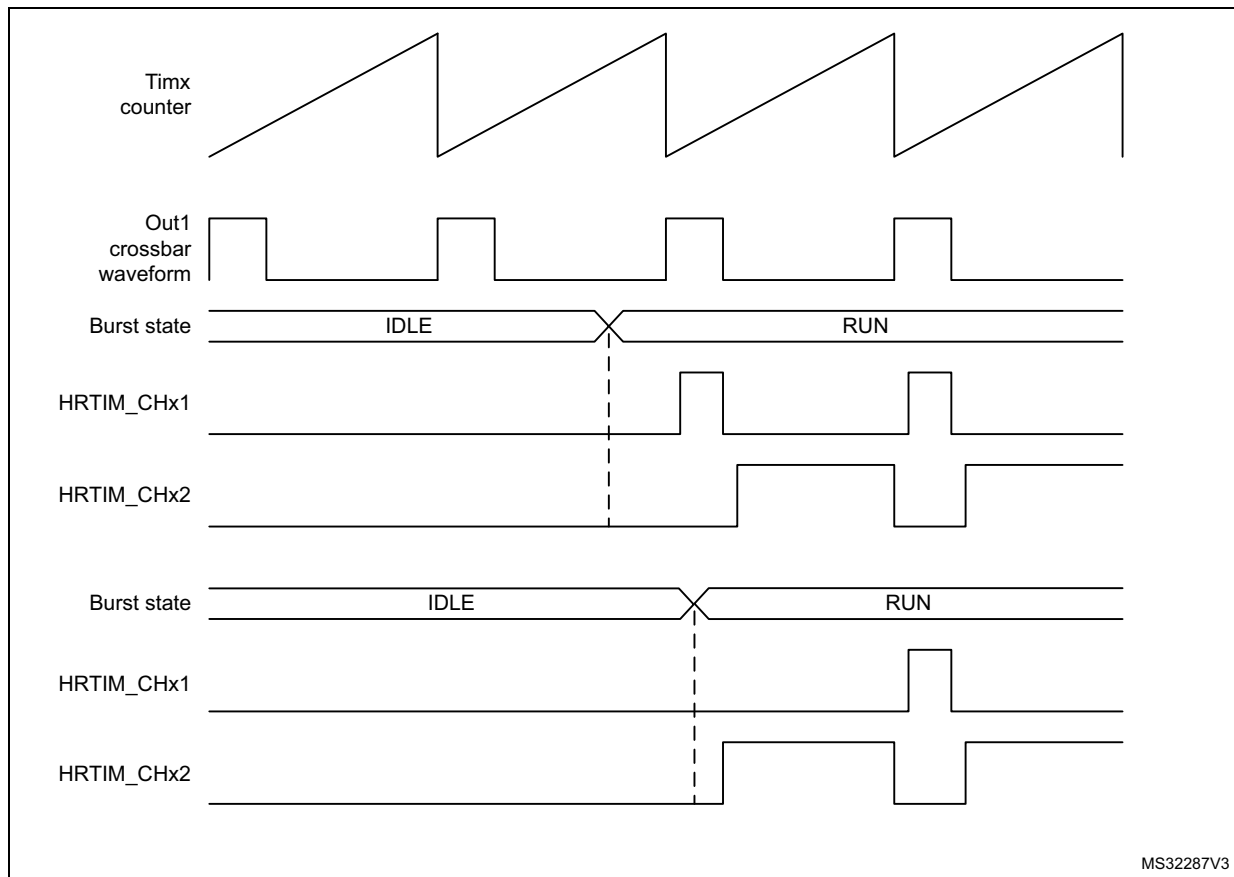 Timx
counter
Out1
crossbar
waveform
Burst state
IDLE
RUN
HRTIM_CHx1
HRTIM_CHx2
Burst state
IDLE
RUN
HRTIM_CHx1
HRTIM_CHx2
MS32287V3